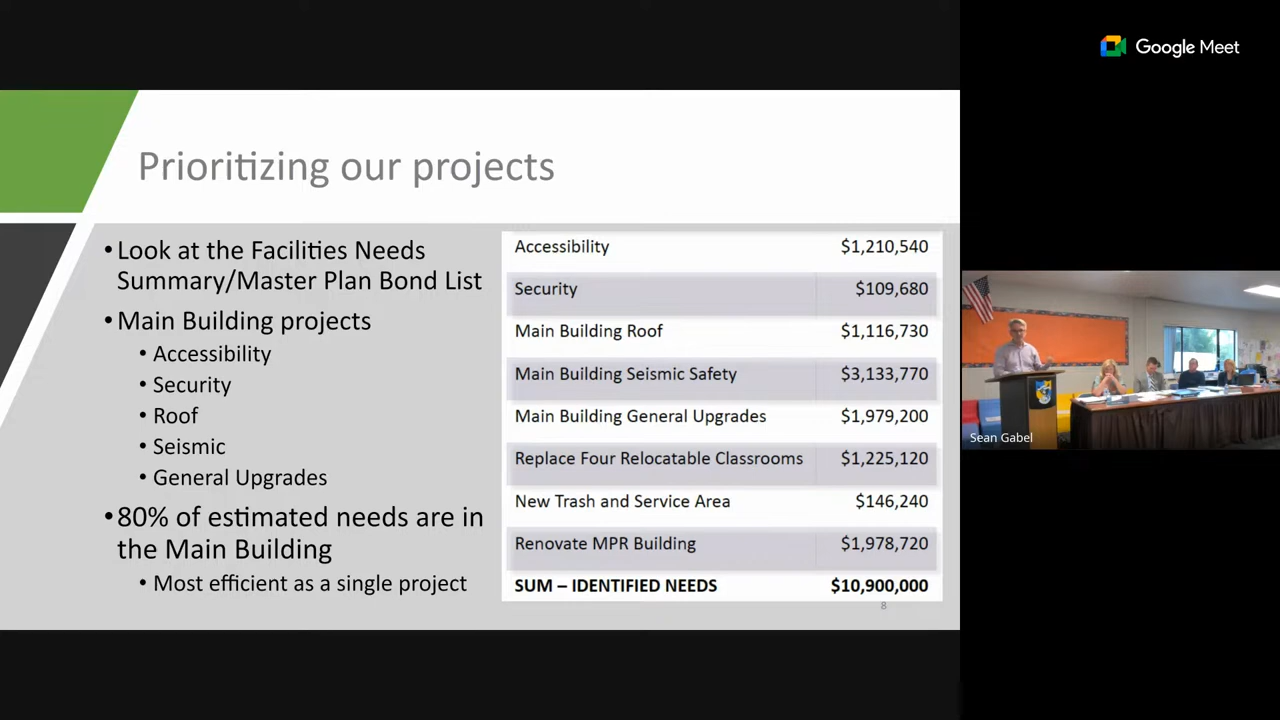 Google Meet
Prioritizing our projects
•Look at the Facilities Needs
Summary/Master Plan Bond List
•Main Building projects
• Accessibility
• Security
• Roof
• Seismic
• General Upgrades
•80% of estimated needs are in
the Main Building
• Most efficient as a single project
Accessibility $1,210,540
Security $109,680
Main Building Roof $1,116,730
Main Building Seismic Safety $3,133,770
Main Building General Upgrades $1,979,200
Replace Four Relocatable Classrooms $1,225,120
New Trash and Service Area $146,240
Renovate MPR Building $1,978,720
SUM – IDENTIFIED NEEDS $10,900,000
8
Sean Gabel